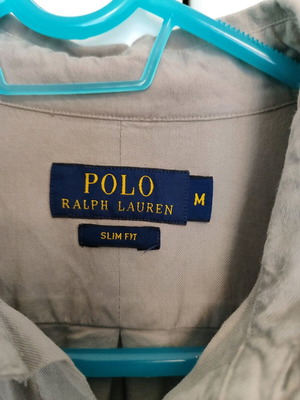 POLO
RALPH LAUREN
M
SLIM FIT